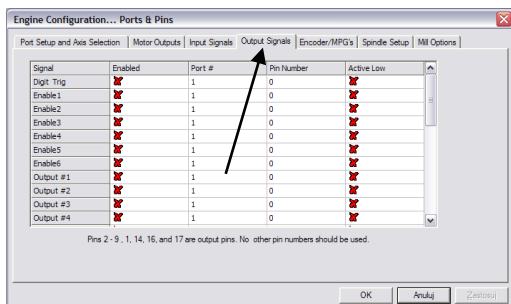 Engine Configuration... Ports & Pins
Port Setup and Axis Selection Motor Outputs Input Signals Output Signals Encoder/MPG's Spindle Setup Mill Options
Signal Enabled Port # Pin Number Active Low
Digit Trig 1 0
Enable1 1 0
Enable2 1 0
Enable3 1 0
Enable4 1 0
Enable5 1 0
Enable6 1 0
Output #1 1 0
Output #2 1 0
Output #3 1 0
Output #4 1 0
Pins 2 - 9 , 1, 14, 16, and 17 are output pins. No other pin numbers should be used.
OK Anuluj Zastosuj